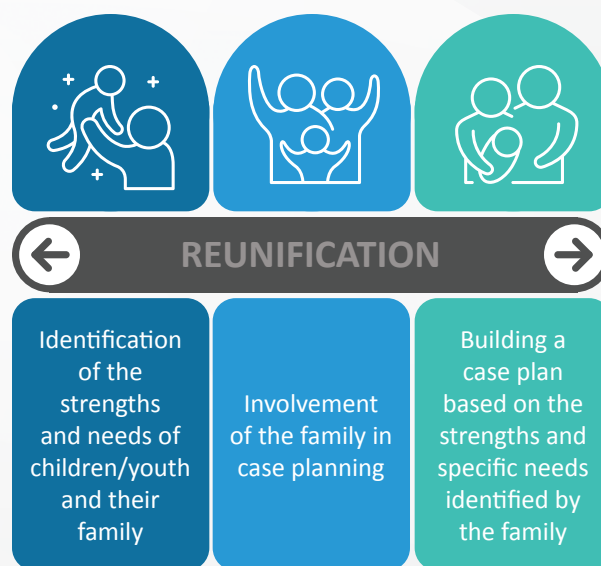 REUNIFICATION
Identification
of the
strengths
and needs of
children/youth
and their
family
Involvement
of the family in
case planning
Building a
case plan
based on the
strengths and
specific needs
identified by
the family